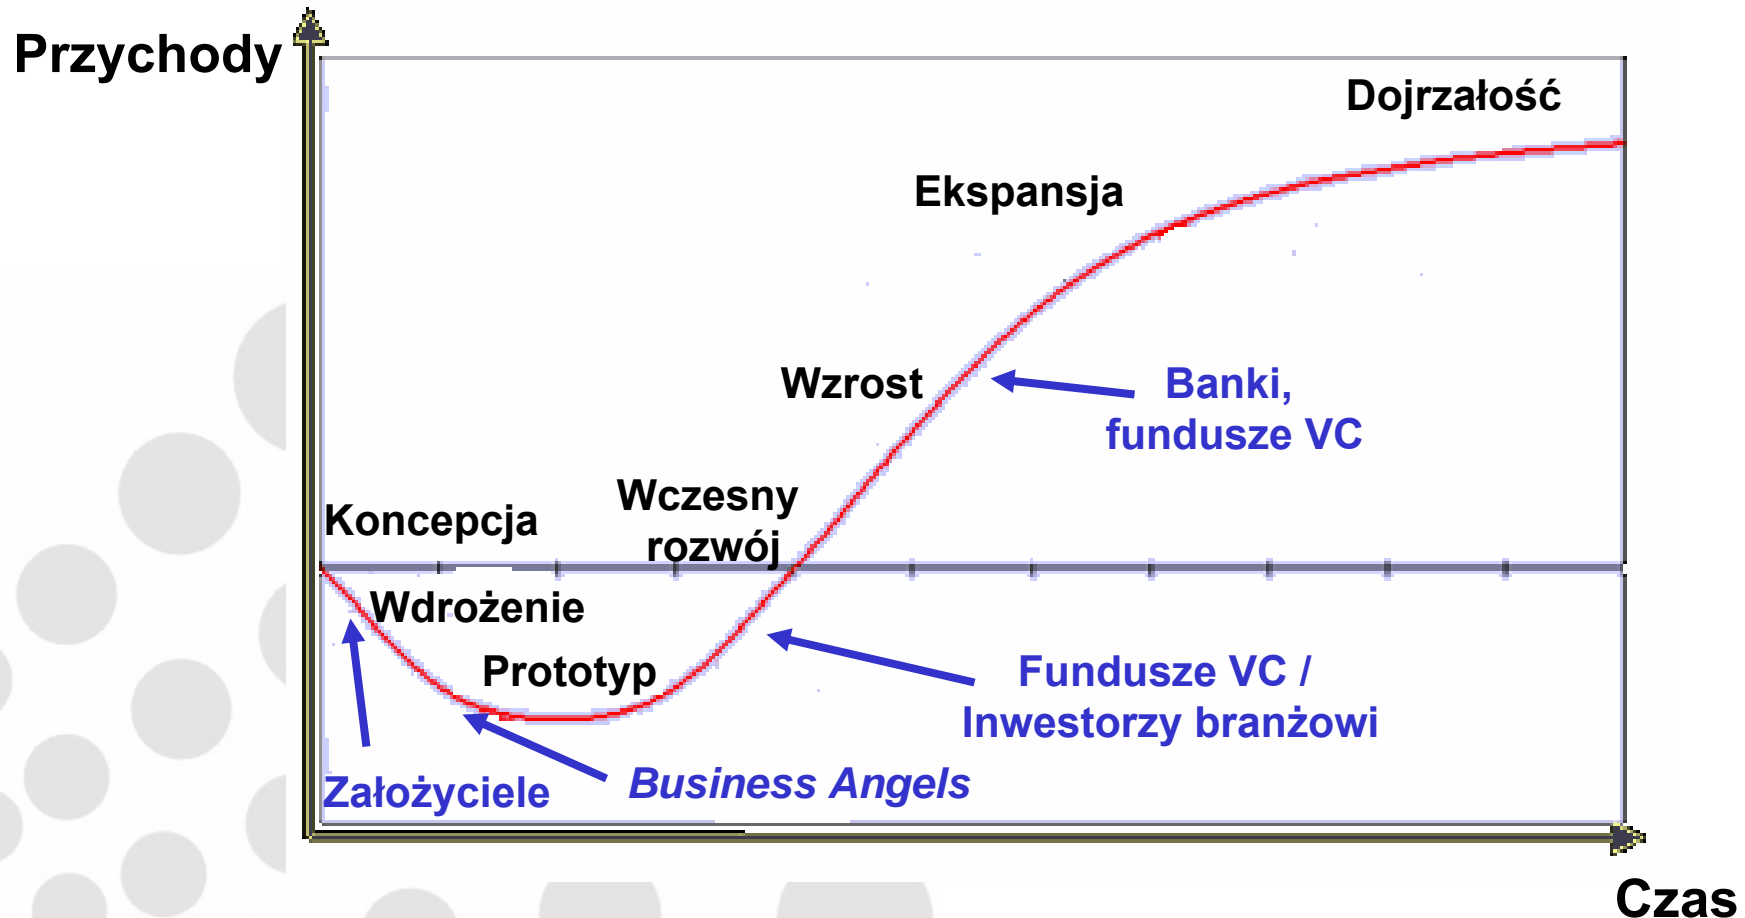 Przychody
Dojrzałość
Ekspansja
Wzrost
Banki,
fundusze VC
Wczesny
rozwój
Koncepcja
Wdrożenie
Prototyp
Fundusze VC /
Inwestorzy branżowi
Założyciele
Business Angels
Czas